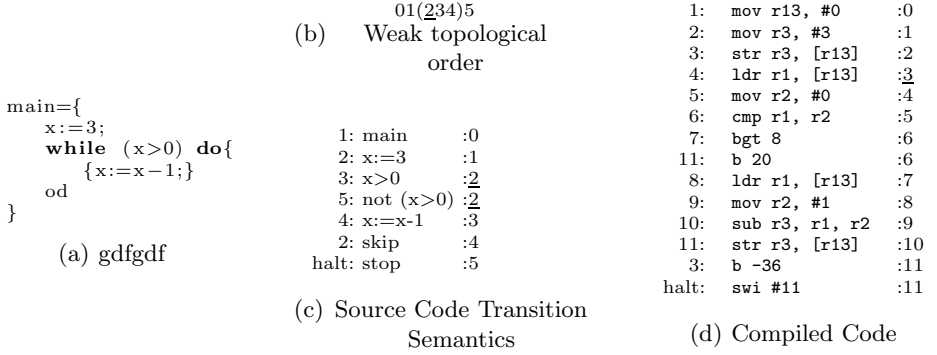 main={
x:=3;
while (x>0) do{
{x:=x−1;}
od
}
(a) gdfgdf
01(234)5
(b) Weak topological
order
1: main :0
2: x:=3 :1
3: x>0 :2
5: not (x>0) :2
4: x:=x-1 :3
2: skip :4
halt: stop :5
(c) Source Code Transition
Semantics
1: mov r13, #0 :0
2: mov r3, #3 :1
3: str r3, [r13] :2
4: ldr r1, [r13] :3
5: mov r2, #0 :4
6: cmp r1, r2 :5
7: bgt 8 :6
11: b 20 :6
8: ldr r1, [r13] :7
9: mov r2, #1 :8
10: sub r3, r1, r2 :9
11: str r3, [r13] :10
3: b -36 :11
halt: swi #11 :11
(d) Compiled Code